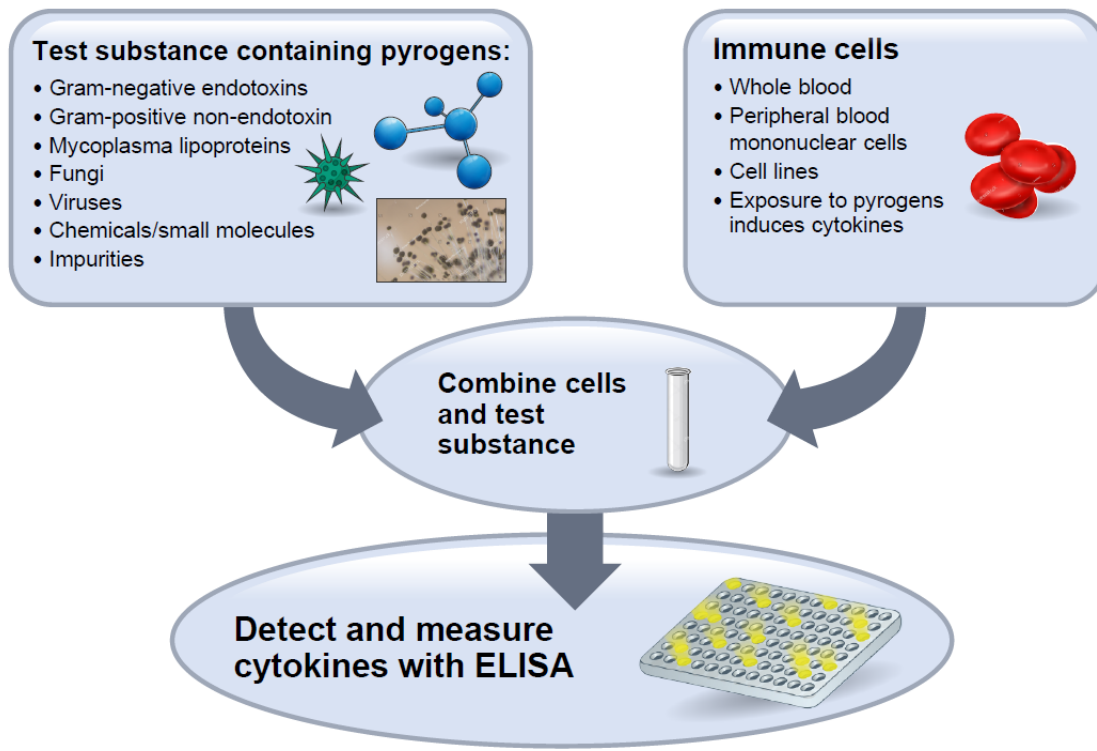 Test substance containing pyrogens:
• Gram-negative endotoxins
• Gram-positive non-endotoxin
• Mycoplasma lipoproteins
• Fungi
• Viruses
• Chemicals/small molecules
• Impurities
Immune cells
• Whole blood
• Peripheral blood
mononuclear cells
• Cell lines
• Exposure to pyrogens
induces cytokines
Combine cells
and test
substance
Detect and measure
cytokines with ELISA